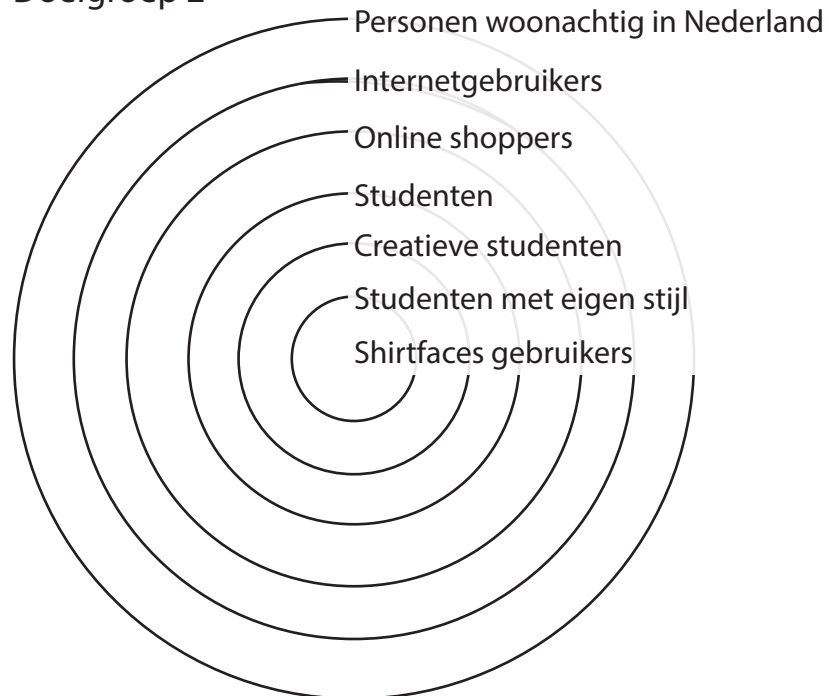 Doelgroep 2
Personen woonachtig in Nederland
Internetgebruikers
Online shoppers
Studenten
Creatieve studenten
Studenten met eigen stijl
Shirtfaces gebruikers